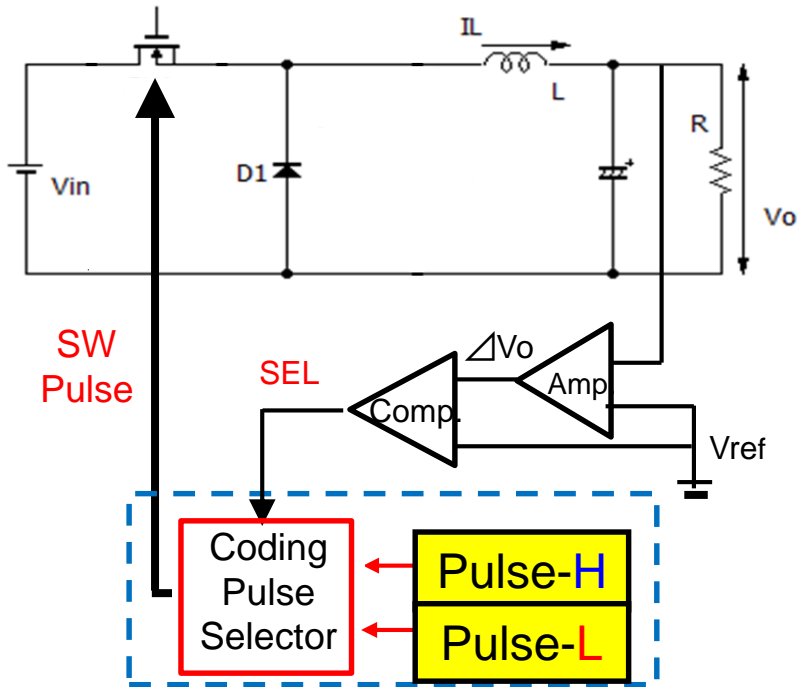 IL
L
D1
Vin
R
Vo
SW
Pulse
SEL
⊿Vo
Amp
Comp.
Vref
Coding
Pulse
Selector
Pulse-H
Pulse-L
+